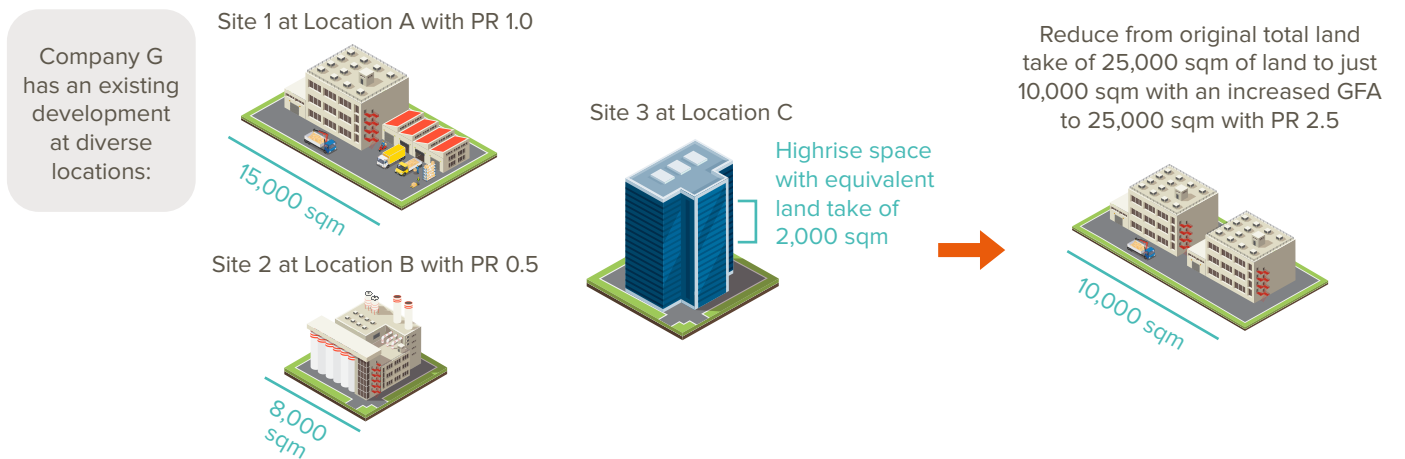 Company G
has an existing
development
at diverse
locations:
Site 1 at Location A with PR 1.0
15,000 sqm
Site 2 at Location B with PR 0.5
8,000
sqm
Site 3 at Location C
Highrise space
with equivalent
land take of
2,000 sqm
Reduce from original total land
take of 25,000 sqm of land to just
10,000 sqm with an increased GFA
to 25,000 sqm with PR 2.5
10,000 sqm